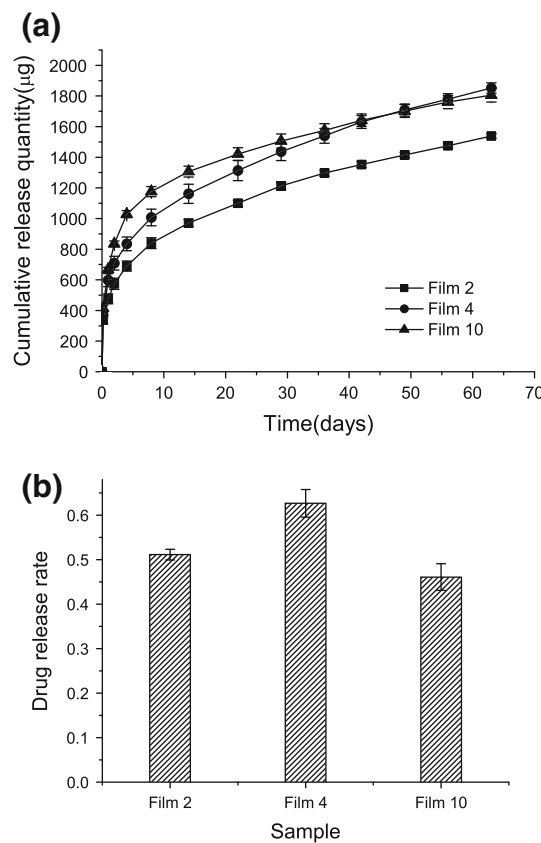 (a)
Cumulative release quantity(μg)
2000
1800
1600
1400
1200
1000
800
600
400
200
0
Film 2
Film 4
Film 10
0 10 20 30 40 50 60 70
Time(days)
(b)
Drug release rate
0.6
0.5
0.4
0.3
0.2
0.1
0.0
Film 2 Film 4 Film 10
Sample